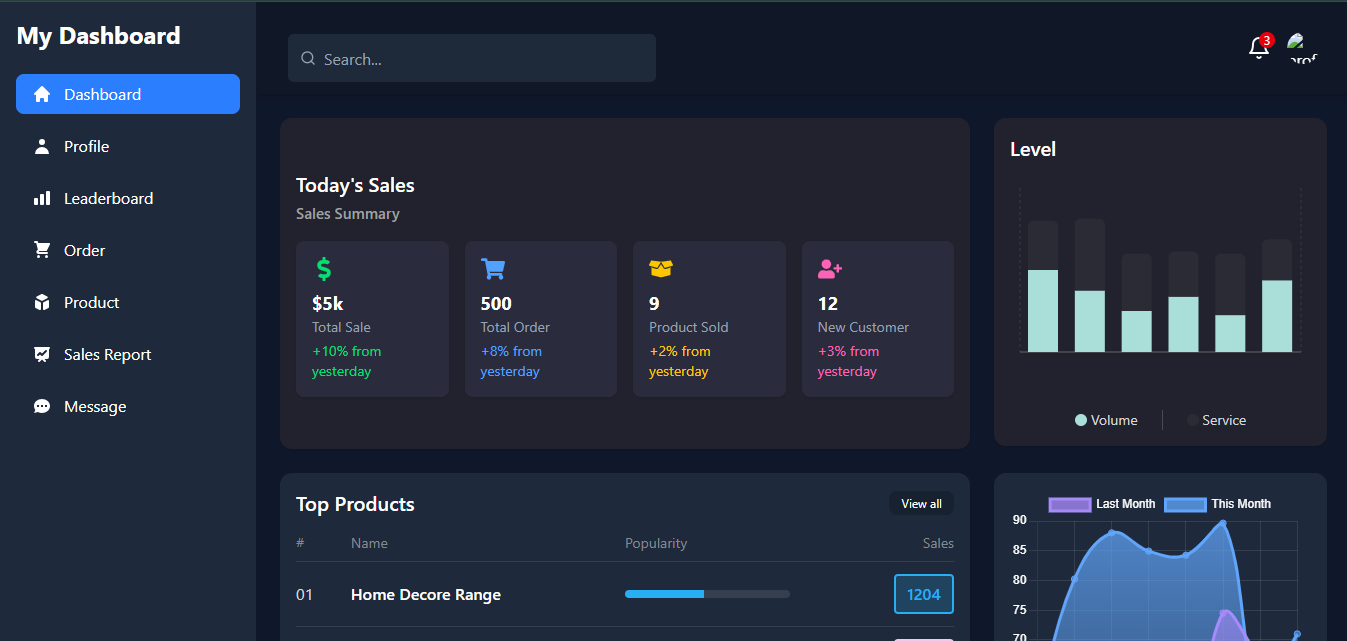 My Dashboard
Dashboard
Profile
Leaderboard
Order
Product
Sales Report
Message
Search...
3
prof
Today's Sales
Sales Summary
$5k
Total Sale
+10% from
yesterday
500
Total Order
+8% from
yesterday
9
Product Sold
+2% from
yesterday
12
New Customer
+3% from
yesterday
Level
Volume
Service
Top Products
View all
# Name Popularity Sales
01 Home Decore Range 1204
Last Month This Month
90
85
80
75
70